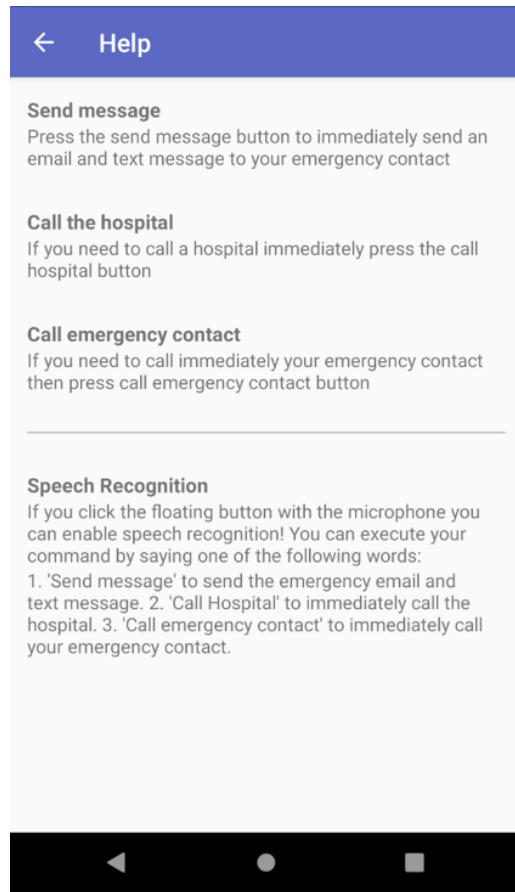 Help
Send message
Press the send message button to immediately send an
email and text message to your emergency contact
Call the hospital
If you need to call a hospital immediately press the call
hospital button
Call emergency contact
If you need to call immediately your emergency contact
then press call emergency contact button
Speech Recognition
If you click the floating button with the microphone you
can enable speech recognition! You can execute your
command by saying one of the following words:
1. 'Send message' to send the emergency email and
text message. 2. 'Call Hospital' to immediately call the
hospital. 3. 'Call emergency contact' to immediately call
your emergency contact.